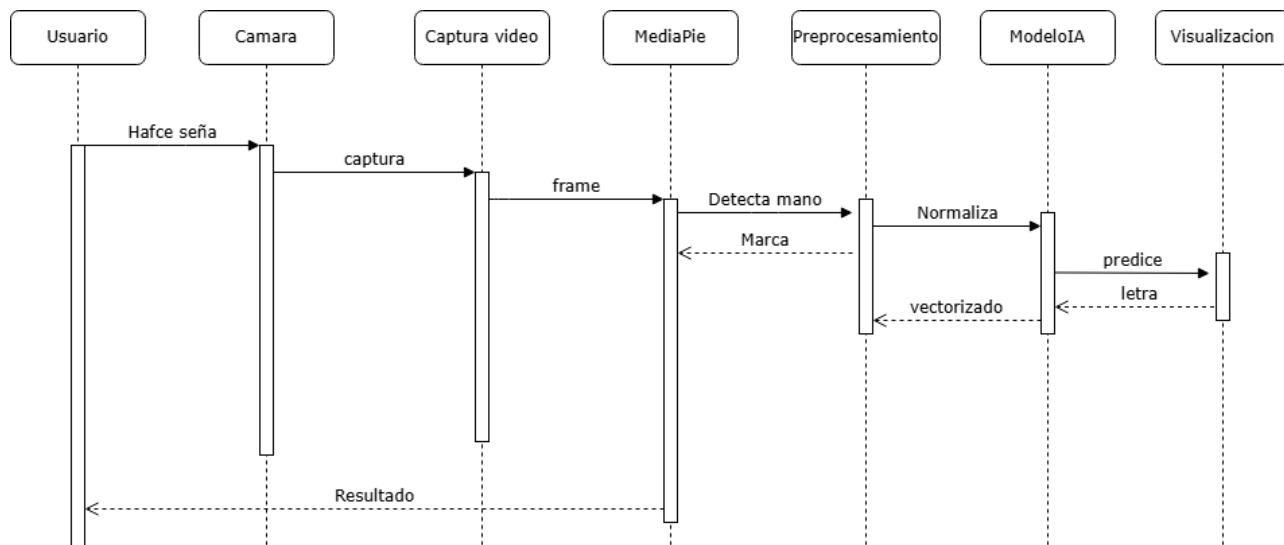 Usuario
Camara
Captura video
MediaPie
Preprocesamiento
ModeloIA
Visualizacion
Hafce seña
captura
frame
Detecta mano
Normaliza
Marca
predice
letra
vectorizado
Resultado